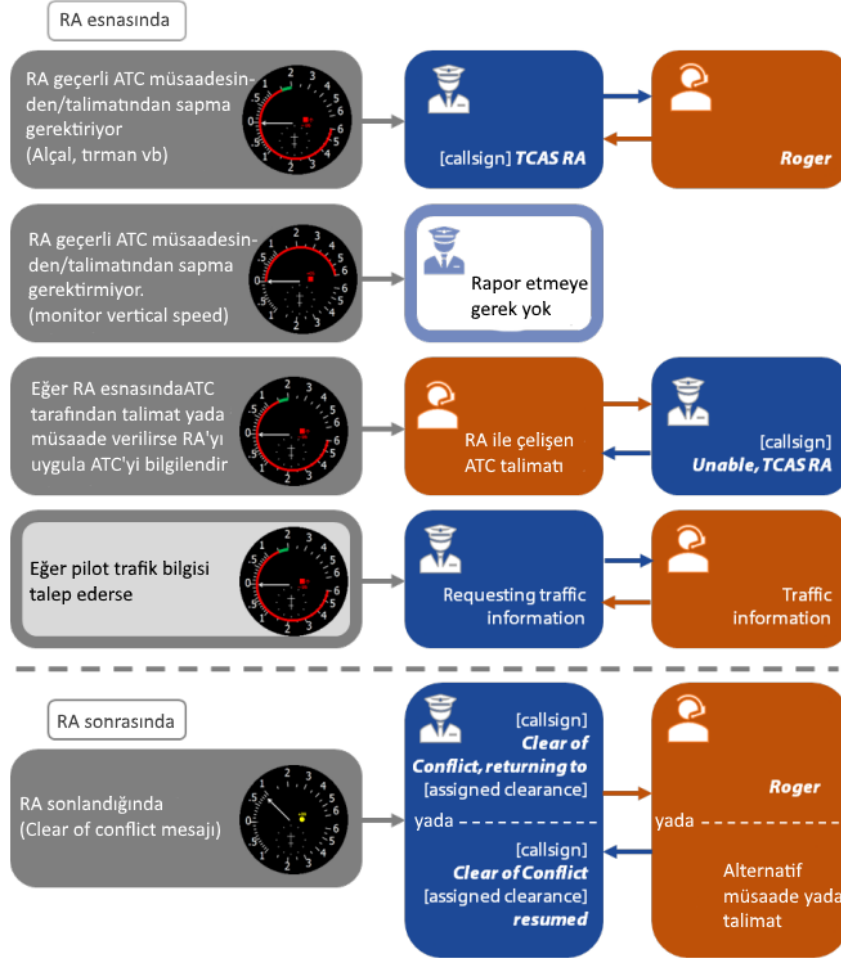 RA esnasında
RA geçerli ATC müsaadesin-
den/talimatından sapma
gerektiriyor
(Alçal, tırman vb)
[callsign] TCAS RA
Roger
RA geçerli ATC müsaadesin-
den/talimatından sapma
gerektirmiyor.
(monitor vertical speed)
Rapor etmeye
gerek yok
Eğer RA esnasındaATC
tarafından talimat yada
müsaade verilirse RA'yı
uygula ATC'yi bilgilendir
RA ile çelişen
ATC talimatı
[callsign]
Unable, TCAS RA
Eğer pilot trafik bilgisi
talep ederse
Requesting traffic
information
Traffic
information
RA sonrasında
RA sonlandığında
(Clear of conflict mesajı)
[callsign]
Clear of
Conflict, returning to
[assigned clearance]
yada
[callsign]
Clear of Conflict
[assigned clearance]
resumed
Roger
yada
Alternatif
müsaade yada
talimat